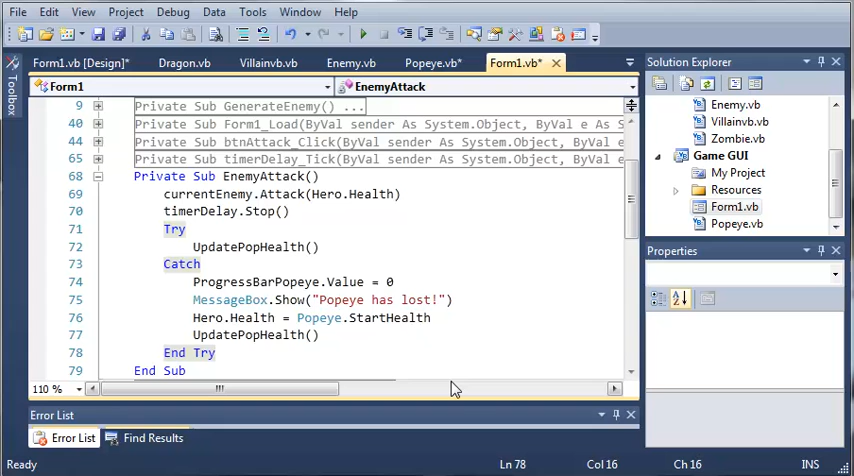 File Edit View Project Debug Data Tools Window Help
Form1.vb [Design]* Dragon.vb Villainvb.vb Enemy.vb Popeye.vb* Form1.vb*
Toolbox
Form1 EnemyAttack
9 Private Sub GenerateEnemy() ...
40 Private Sub Form1_Load(ByVal sender As System.Object, ByVal e As S
44 Private Sub btnAttack_Click(ByVal sender As System.Object, ByVal e
65 Private Sub timerDelay_Tick(ByVal sender As System.Object, ByVal e
68 Private Sub EnemyAttack()
69 currentEnemy.Attack(Hero.Health)
70 timerDelay.Stop()
71 Try
72 UpdatePopHealth()
73 Catch
74 ProgressBarPopeye.Value = 0
75 MessageBox.Show("Popeye has lost!")
76 Hero.Health = Popeye.StartHealth
77 UpdatePopHealth()
78 End Try
79 End Sub
110 %
Error List
Error List Find Results
Solution Explorer
Enemy.vb
Villainvb.vb
Zombie.vb
Game GUI
My Project
Resources
Form1.vb
Popeye.vb
Properties
Ready Ln 78 Col 16 Ch 16 INS